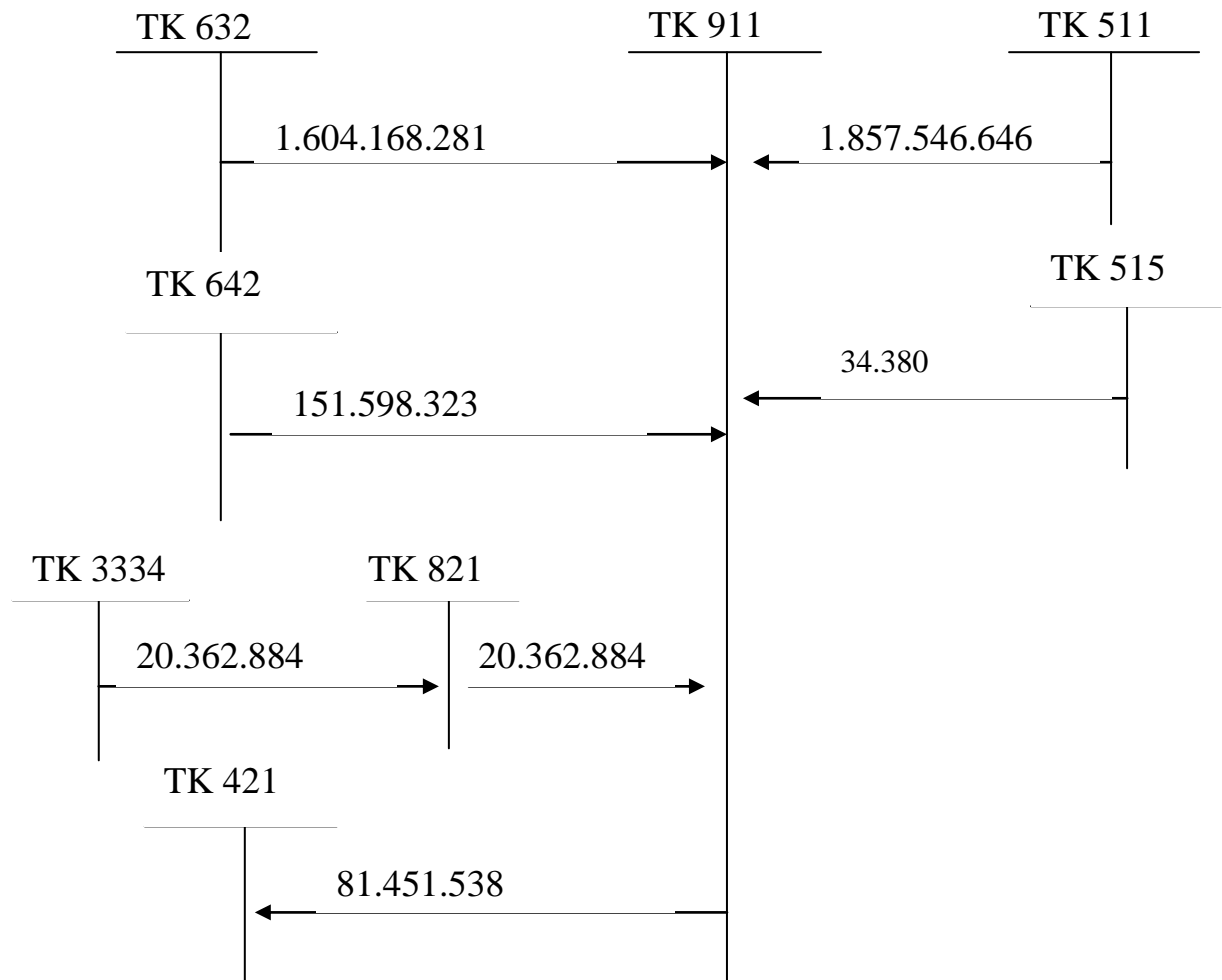 TK 632
TK 911
TK 511
1.604.168.281
1.857.546.646
TK 642
TK 515
34.380
151.598.323
TK 3334
TK 821
20.362.884
20.362.884
TK 421
81.451.538